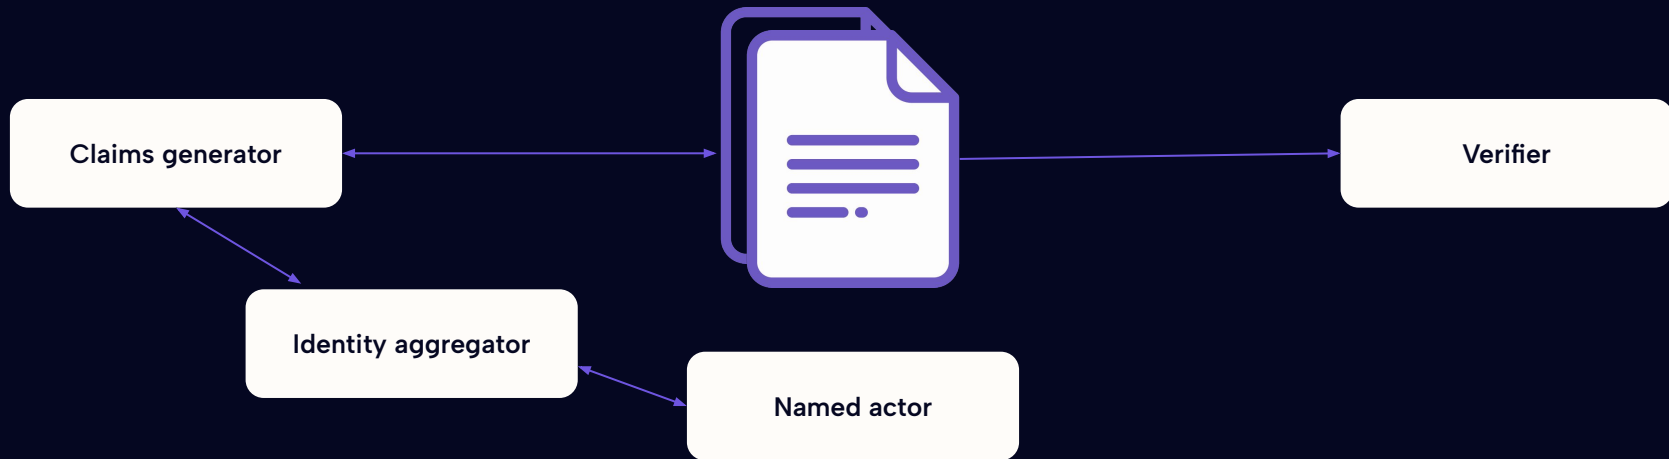 Claims generator
Verifier
Identity aggregator
Named actor